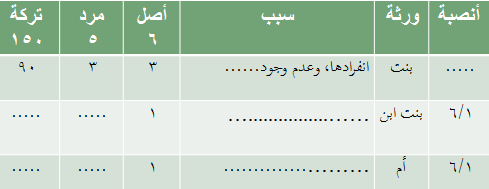 أنصبة ورثة سبب أصل ٦ مرد ٥ تركة ١٥٠
..... بنت انفرادها، وعدم وجود...... ٣ ٣ ٩٠
٦/١ بنت ابن ........................ ١ ..... .....
٦/١ أم ........................ ١ ..... .....